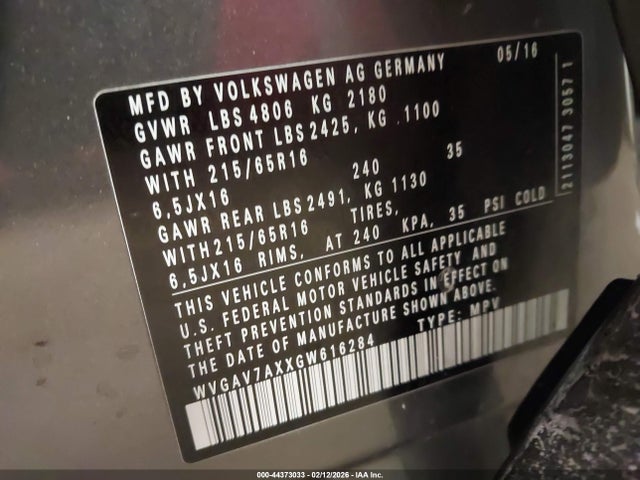 MFD BY VOLKSWAGEN AG GERMANY 05/16
GVWR LBS 4806 KG 2180
GAWR FRONT LBS 2425, KG .1100
WITH 215/65R16
6,5JX16 240 35
GAWR REAR LBS 2491, KG 1130
WITH 215/65R16 TIRES,
6,5JX16 RIMS, AT 240 KPA, 35 PSI COLD
THIS VEHICLE CONFORMS TO ALL APPLICABLE
U.S. FEDERAL MOTOR VEHICLE SAFETY AND
THEFT PREVENTION STANDARDS IN EFFECT ON
THE DATE OF MANUFACTURE SHOWN ABOVE.
WVGAV7AXXGW616284 TYPE: MPV
2113047 3057 1
000-44373033 - 02/12/2026 - IAA Inc.